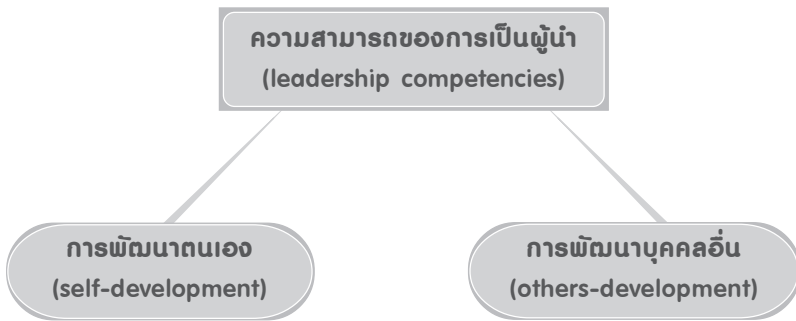 ความสามารถของการเป็นผู้นำ
(leadership competencies)
การพัฒนาตนเอง
(self-development)
การพัฒนาบุคคลอื่น
(others-development)